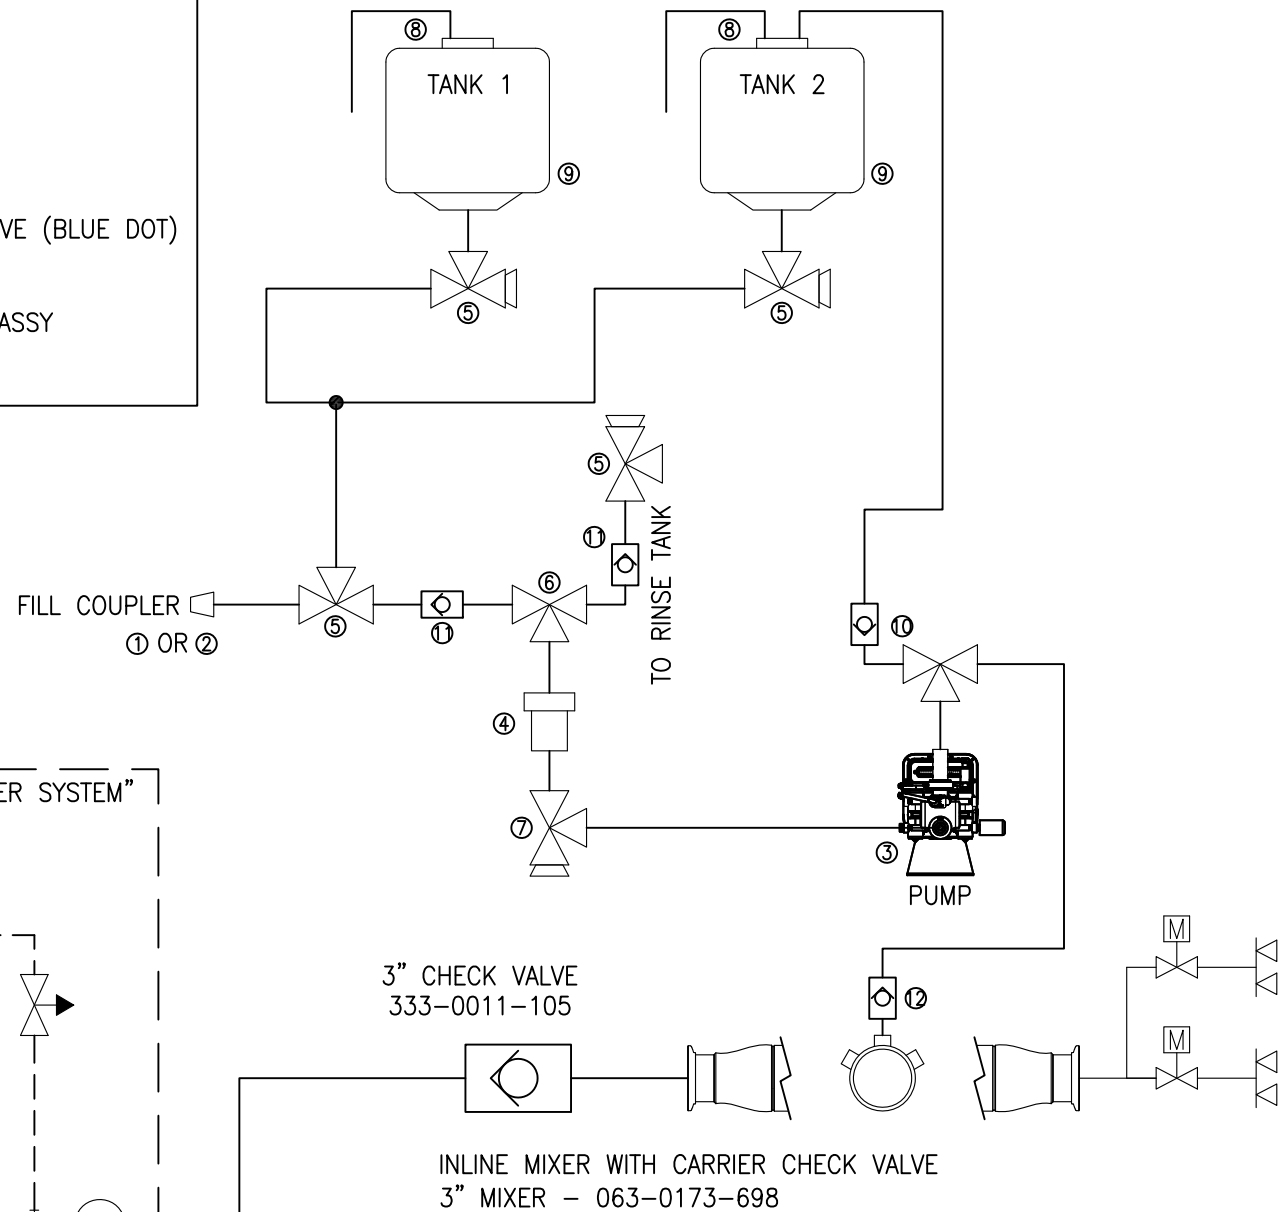 ⑧
⑧
TANK 1
TANK 2
⑨
⑨
VE (BLUE DOT)
⑤
⑤
ASSY
⑤
TO RINSE TANK
⑪
⑥
FILL COUPLER
① OR ②
⑤
⑪
⑩
④
ER SYSTEM”
⑦
③
PUMP
M
3” CHECK VALVE
333-0011-105
⑫
M
INLINE MIXER WITH CARRIER CHECK VALVE
3” MIXER - 063-0173-698